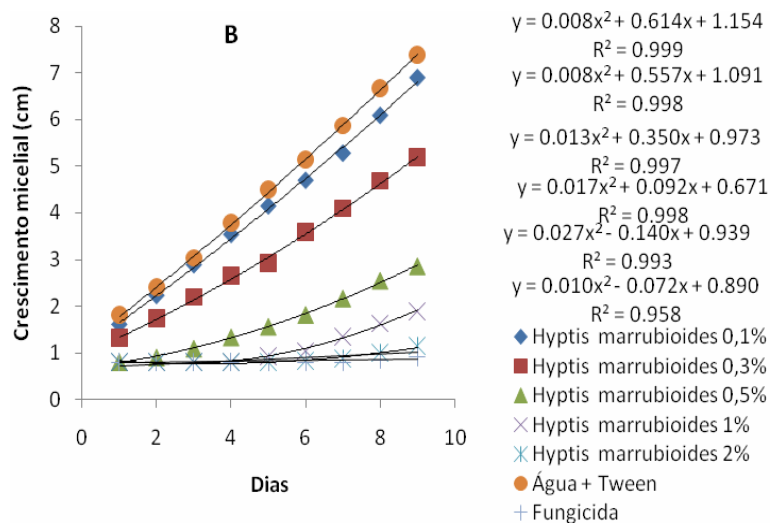 B
Crescimento micelial (cm)
8
7
6
5
4
3
2
1
0
0 2 4 6 8 10
Dias
y = 0.008x² + 0.614x + 1.154
R² = 0.999
y = 0.008x² + 0.557x + 1.091
R² = 0.998
y = 0.013x² + 0.350x + 0.973
R² = 0.997
y = 0.017x² + 0.092x + 0.671
R² = 0.998
y = 0.027x² - 0.140x + 0.939
R² = 0.993
y = 0.010x² - 0.072x + 0.890
R² = 0.958
Hyptis marrubioides 0,1%
Hyptis marrubioides 0,3%
Hyptis marrubioides 0,5%
Hyptis marrubioides 1%
Hyptis marrubioides 2%
Água + Tween
Fungicida